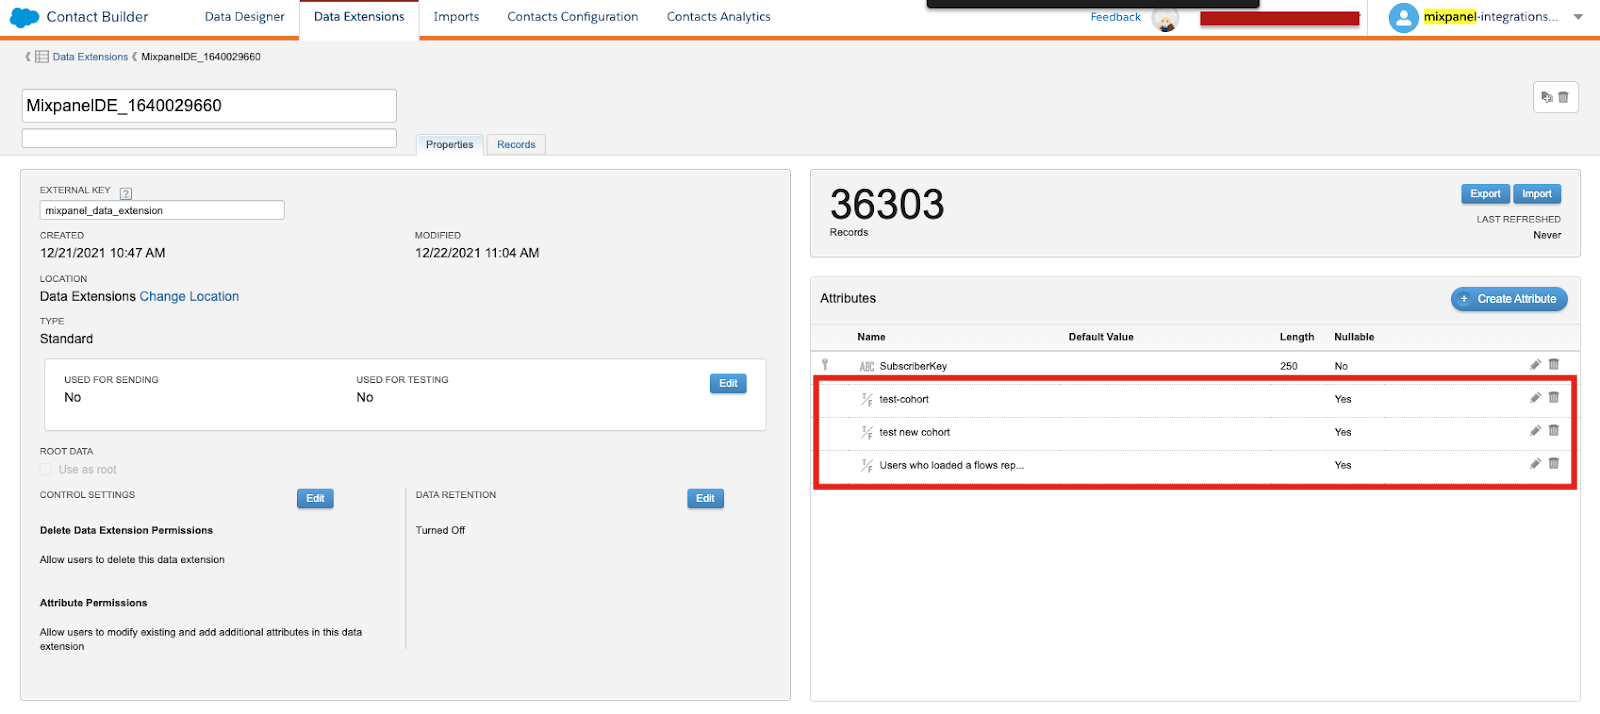 Contact Builder
Data Designer
Data Extensions
Imports
Contacts Configuration
Contacts Analytics
Feedback
mixpanel-integrations...
Data Extensions
MixpanelDE_1640029660
MixpanelDE_1640029660
Properties
Records
EXTERNAL KEY ?
mixpanel_data_extension
CREATED
12/21/2021 10:47 AM
MODIFIED
12/22/2021 11:04 AM
LOCATION
Data Extensions Change Location
TYPE
Standard
USED FOR SENDING
No
USED FOR TESTING
No
Edit
ROOT DATA
Use as root
CONTROL SETTINGS
Edit
Delete Data Extension Permissions
Allow users to delete this data extension
Attribute Permissions
Allow users to modify existing and add additional attributes in this data
extension
DATA RETENTION
Edit
Turned Off
36303
Records
Export
Import
LAST REFRESHED
Never
Attributes
+ Create Attribute
Name Default Value Length Nullable
ABC SubscriberKey 250 No
T/F test-cohort Yes
T/F test new cohort Yes
T/F Users who loaded a flows rep... Yes